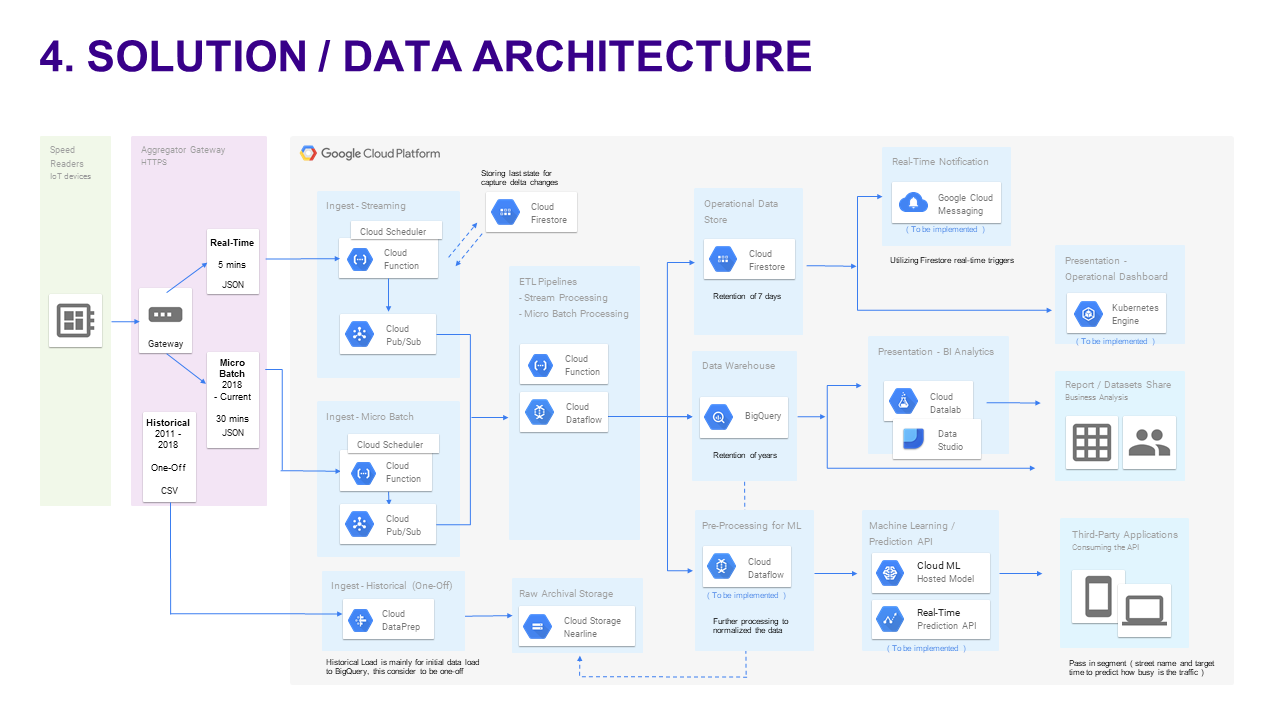 4. SOLUTION / DATA ARCHITECTURE
Speed
Readers
IoT devices
Aggregator Gateway
HTTPS
Real-Time
5 mins
JSON
Gateway
Micro
Batch
2018
- Current
30 mins
JSON
Historical
2011 -
2018
One-Off
CSV
Google Cloud Platform
Storing last state for
capture delta changes
Cloud
Firestore
Ingest - Streaming
Cloud Scheduler
Cloud
Function
Cloud
Pub/Sub
Ingest - Micro Batch
Cloud Scheduler
Cloud
Function
Cloud
Pub/Sub
Ingest - Historical (One-Off)
Cloud
DataPrep
Historical Load is mainly for initial data load
to BigQuery, this consider to be one-off
ETL Pipelines
- Stream Processing
- Micro Batch Processing
Cloud
Function
Cloud
Dataflow
Raw Archival Storage
Cloud Storage
Nearline
Operational Data
Store
Cloud
Firestore
Retention of 7 days
Data Warehouse
BigQuery
Retention of years
Pre-Processing for ML
Cloud
Dataflow
( To be implemented )
Further processing to
normalized the data
Real-Time Notification
Google Cloud
Messaging
( To be implemented )
Utilizing Firestore real-time triggers
Presentation -
Operational Dashboard
Kubernetes
Engine
( To be implemented )
Presentation - BI Analytics
Cloud
Datalab
Data
Studio
Report / Datasets Share
Business Analysis
Machine Learning /
Prediction API
Cloud ML
Hosted Model
Real-Time
Prediction API
( To be implemented )
Third-Party Applications
Consuming the API
Pass in segment ( street name and target
time to predict how busy is the traffic )